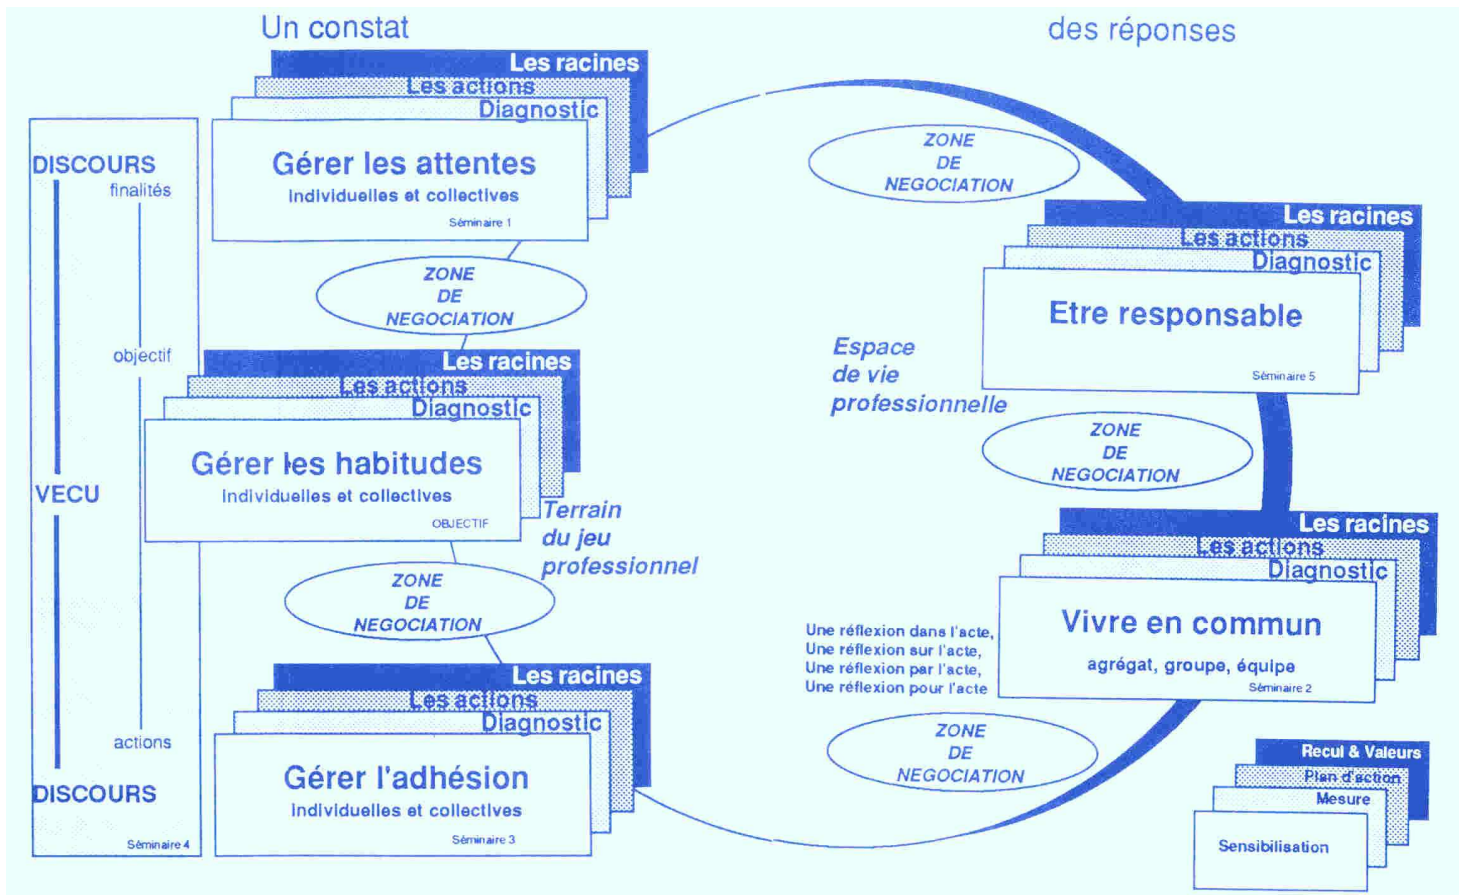 Un constat
des réponses
Les racines
Les actions
Diagnostic
Gérer les attentes
individuelles et collectives
Séminaire 1
DISCOURS
finalités
objectif
VECU
actions
DISCOURS
Séminaire 4
ZONE
DE
NEGOCIATION
Les racines
Les actions
Diagnostic
Gérer les habitudes
individuelles et collectives
OBJECTIF
Terrain
du jeu
professionnel
ZONE
DE
NEGOCIATION
Les racines
Les actions
Diagnostic
Gérer l'adhésion
individuelles et collectives
Séminaire 3
ZONE
DE
NEGOCIATION
Les racines
Les actions
Diagnostic
Etre responsable
Séminaire 5
Espace
de vie
professionnelle
ZONE
DE
NEGOCIATION
Les racines
Les actions
Diagnostic
Vivre en commun
agrégat, groupe, équipe
Séminaire 2
Une réflexion dans l'acte,
Une réflexion sur l'acte,
Une réflexion par l'acte,
Une réflexion pour l'acte
ZONE
DE
NEGOCIATION
Recul & Valeurs
Plan d'action
Mesure
Sensibilisation